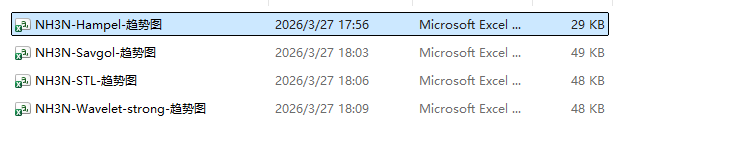 NH3N-Hampel-趋势图 2026/3/27 17:56 Microsoft Excel ... 29 KB
NH3N-Savgol-趋势图 2026/3/27 18:03 Microsoft Excel ... 49 KB
NH3N-STL-趋势图 2026/3/27 18:06 Microsoft Excel ... 48 KB
NH3N-Wavelet-strong-趋势图 2026/3/27 18:09 Microsoft Excel ... 48 KB